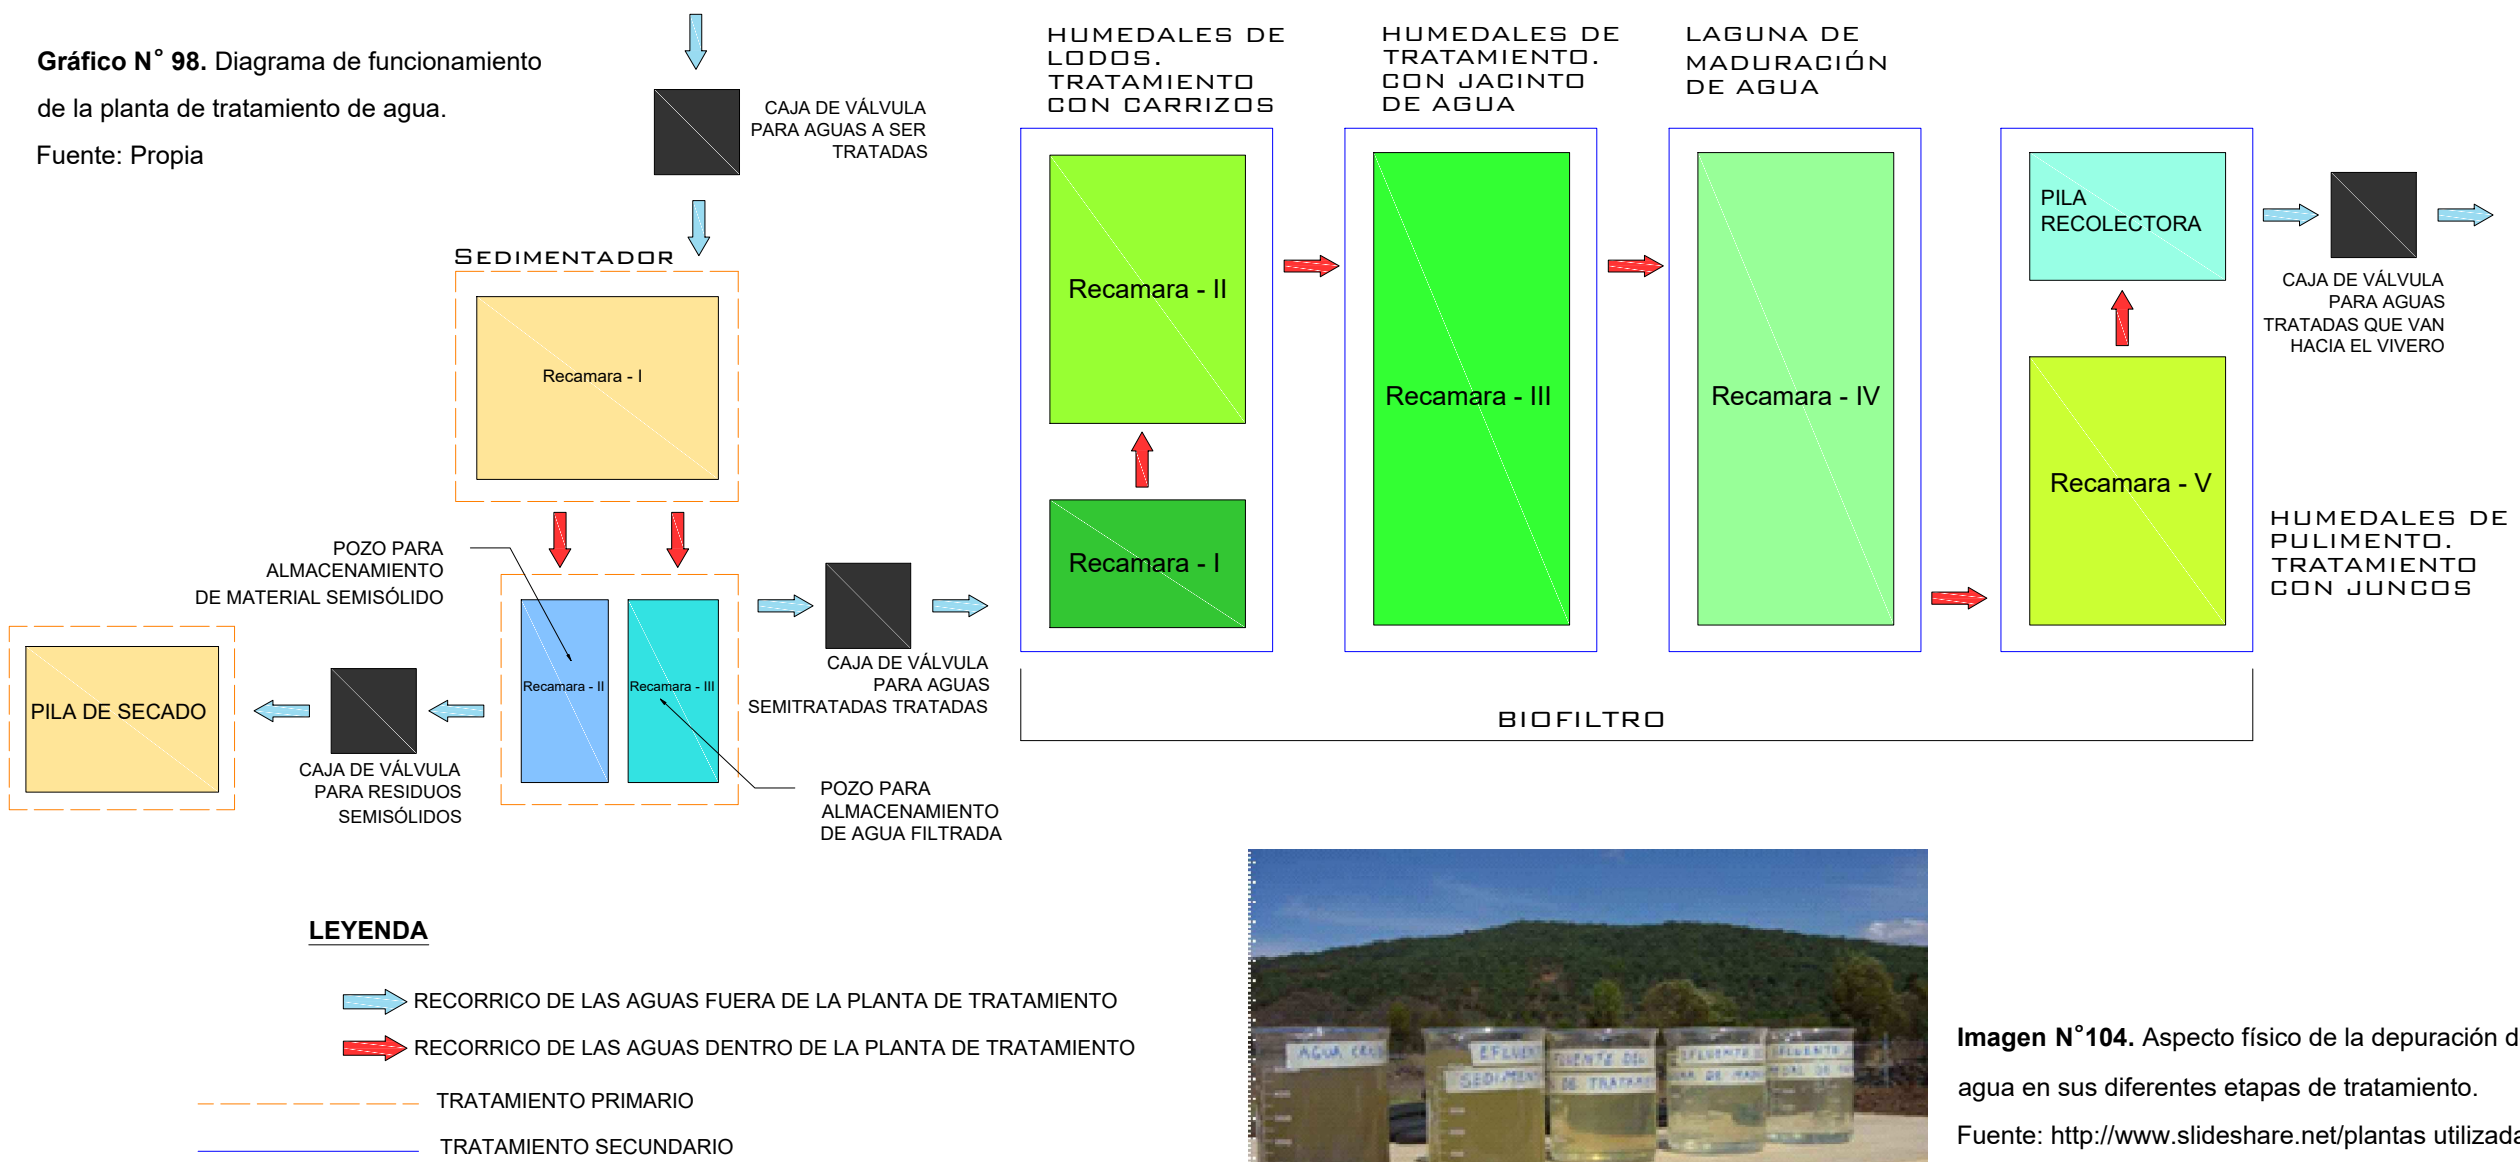 Gráfico N° 98. Diagrama de funcionamiento
de la planta de tratamiento de agua.
Fuente: Propia
CAJA DE VÁLVULA
PARA AGUAS A SER
TRATADAS
SEDIMENTADOR
Recamara - I
POZO PARA
ALMACENAMIENTO
DE MATERIAL SEMISÓLIDO
Recamara - II
Recamara - III
PILA DE SECADO
CAJA DE VÁLVULA
PARA RESIDUOS
SEMISÓLIDOS
CAJA DE VÁLVULA
PARA AGUAS
SEMITRATADAS TRATADAS
POZO PARA
ALMACENAMIENTO
DE AGUA FILTRADA
HUMEDALES DE
LODOS.
TRATAMIENTO
CON CARRIZOS
Recamara - II
Recamara - I
HUMEDALES DE
TRATAMIENTO.
CON JACINTO
DE AGUA
Recamara - III
LAGUNA DE
MADURACIÓN
DE AGUA
Recamara - IV
PILA
RECOLECTORA
Recamara - V
CAJA DE VÁLVULA
PARA AGUAS
TRATADAS QUE VAN
HACIA EL VIVERO
HUMEDALES DE
PULIMENTO.
TRATAMIENTO
CON JUNCOS
BIOFILTRO
LEYENDA
RECORRICO DE LAS AGUAS FUERA DE LA PLANTA DE TRATAMIENTO
RECORRICO DE LAS AGUAS DENTRO DE LA PLANTA DE TRATAMIENTO
TRATAMIENTO PRIMARIO
TRATAMIENTO SECUNDARIO
AGUA
DE
Imagen N°104. Aspecto físico de la depuración d
agua en sus diferentes etapas de tratamiento.
Fuente: http://www.slideshare.net/plantas utilizada